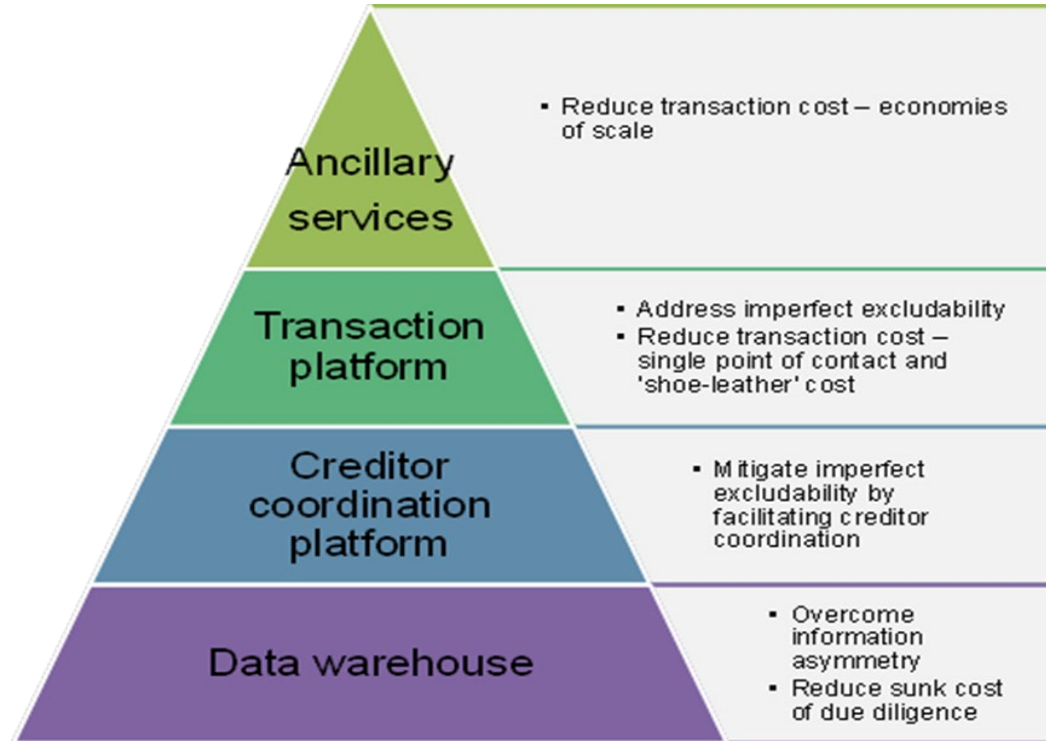 Ancillary
services
▪ Reduce transaction cost – economies
of scale
Transaction
platform
▪ Address imperfect excludability
▪ Reduce transaction cost –
single point of contact and
'shoe-leather' cost
Creditor
coordination
platform
▪ Mitigate imperfect
excludability by
facilitating creditor
coordination
Data warehouse
▪ Overcome
information
asymmetry
▪ Reduce sunk cost
of due diligence